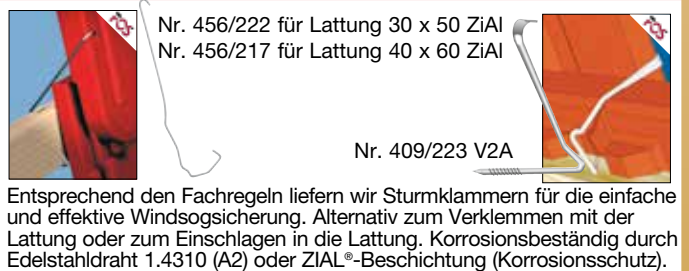 FOS
Nr. 456/222 für Lattung 30 x 50 ZiAl
Nr. 456/217 für Lattung 40 x 60 ZiAl
FOS
Nr. 409/223 V2A
Entsprechend den Fachregeln liefern wir Sturmklammern für die einfache
und effektive Windsogsicherung. Alternativ zum Verklemmen mit der
Lattung oder zum Einschlagen in die Lattung. Korrosionsbeständig durch
Edelstahldraht 1.4310 (A2) oder ZIAL®-Beschichtung (Korrosionsschutz).